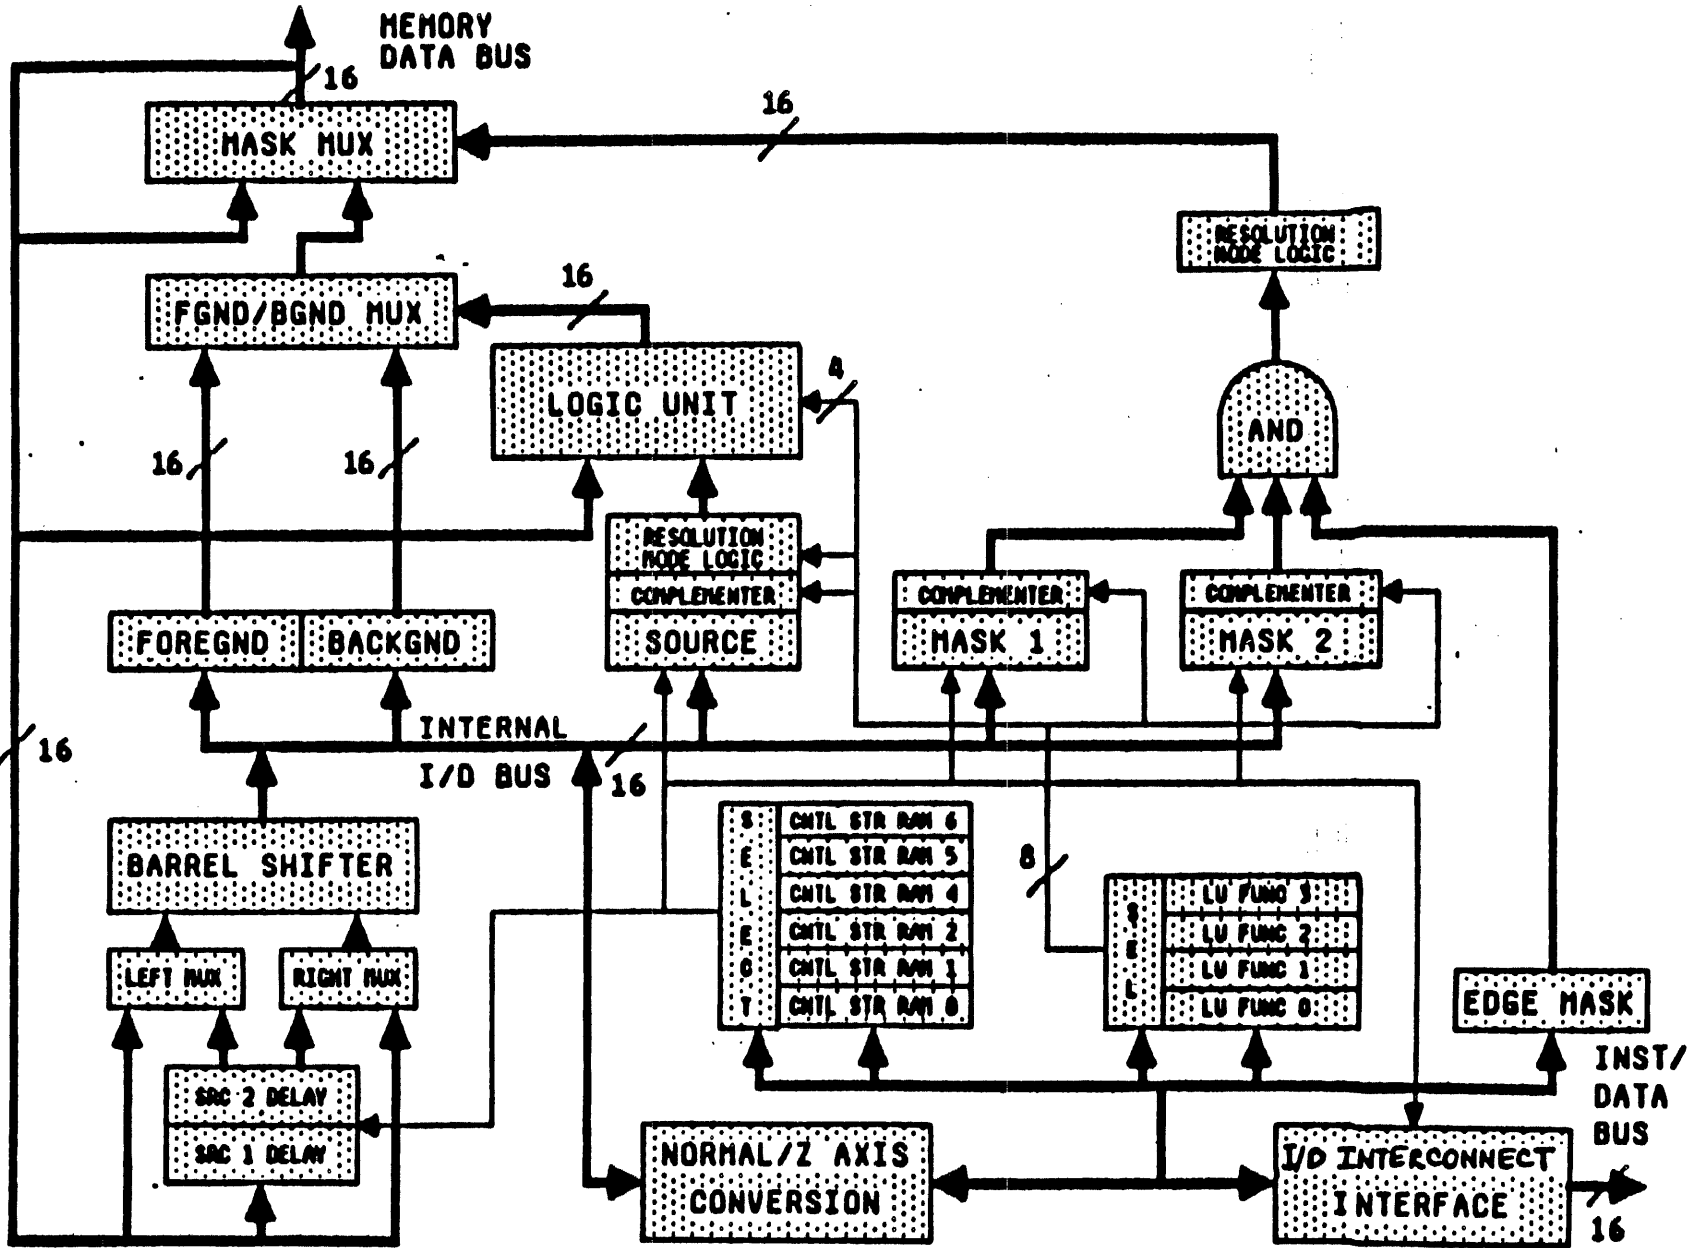 MEMORY
DATA BUS
16
MASK MUX
16
RESOLUTION
MODE LOGIC
16
FGND/BGND MUX
LOGIC UNIT
4
AND
16
16
RESOLUTION
MODE LOGIC
COMPLEMENTER
SOURCE
COMPLEMENTER
MASK 1
COMPLEMENTER
MASK 2
FOREGND
BACKGND
INTERNAL
I/D BUS
16
16
BARREL SHIFTER
LEFT MUX
RIGHT MUX
SRC 2 DELAY
SRC 1 DELAY
SELECT
CNTL STR RAM 6
CNTL STR RAM 5
CNTL STR RAM 4
CNTL STR RAM 2
CNTL STR RAM 1
CNTL STR RAM 0
8
SEL
LU FUNC 3
LU FUNC 2
LU FUNC 1
LU FUNC 0
EDGE MASK
INST/
DATA
BUS
NORMAL/Z AXIS
CONVERSION
I/D INTERCONNECT
INTERFACE
16